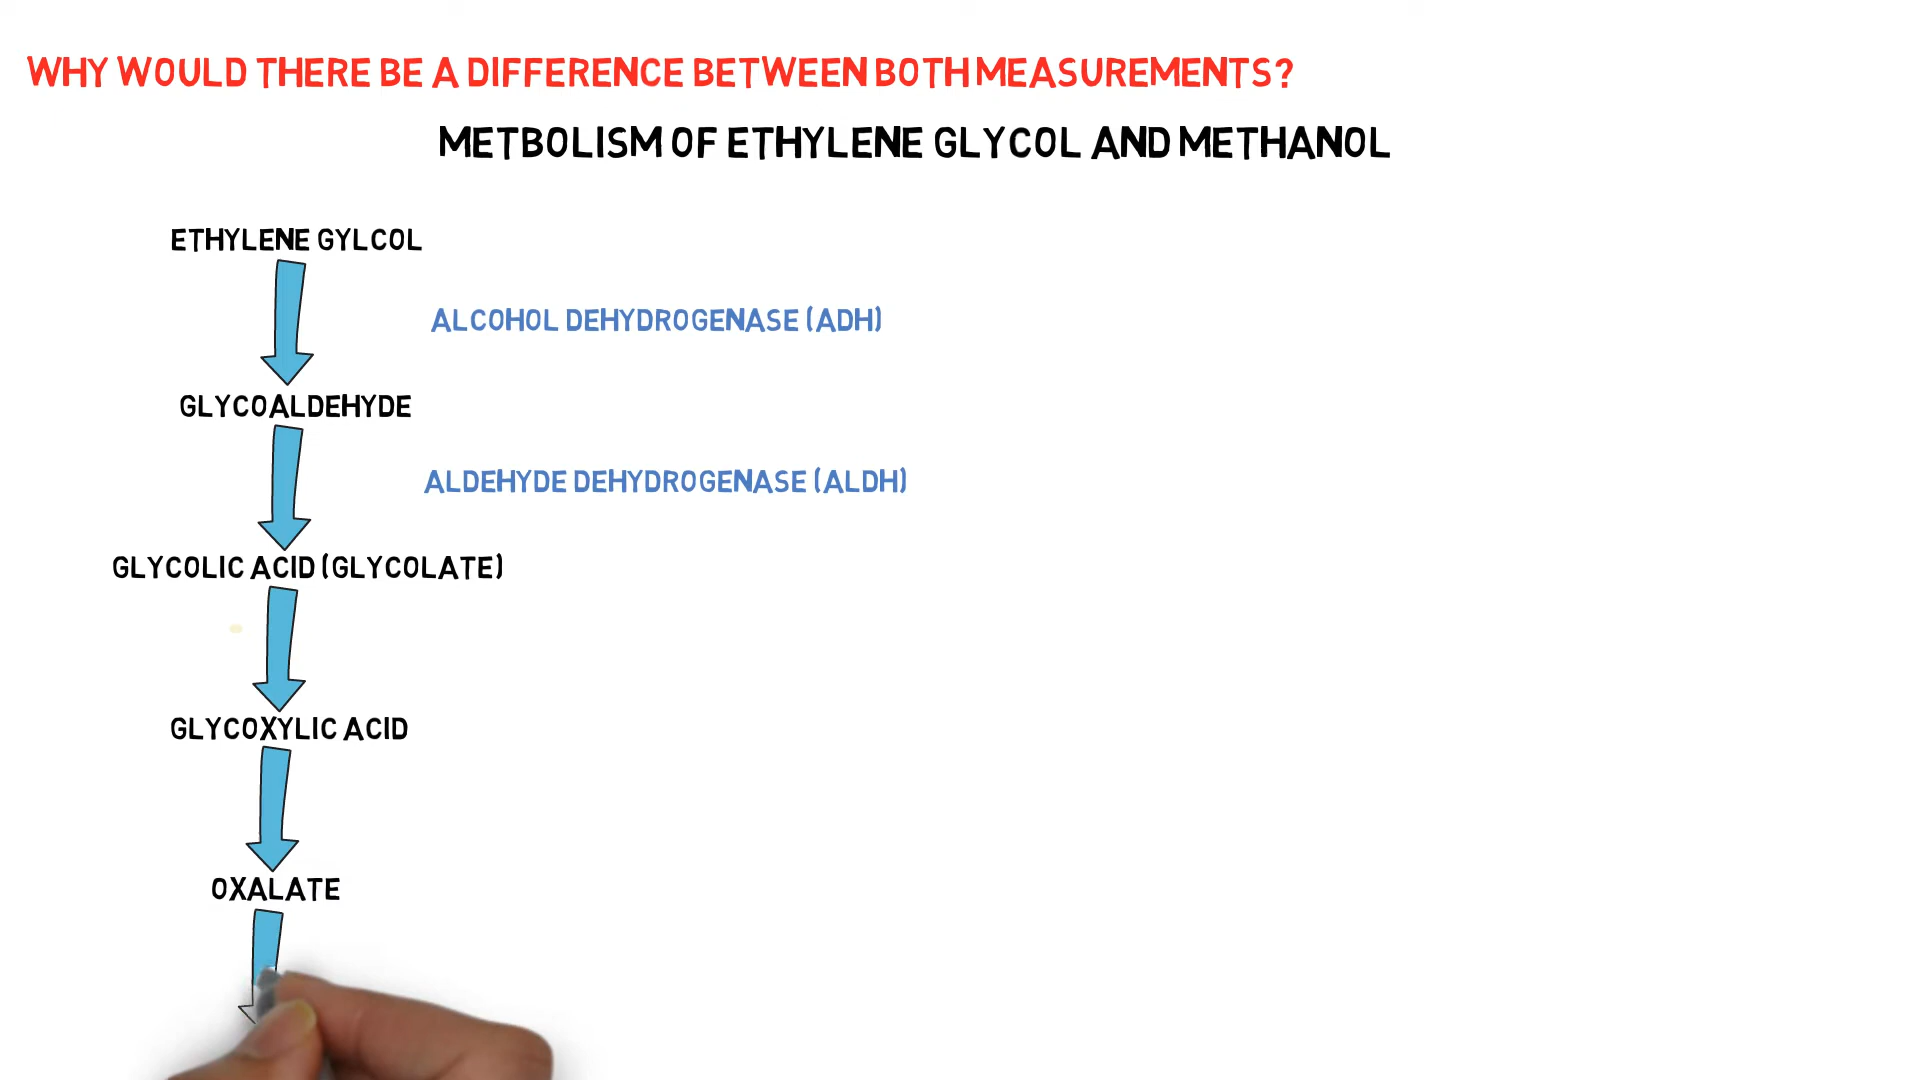 WHY WOULD THERE BE A DIFFERENCE BETWEEN BOTH MEASUREMENTS?
METBOLISM OF ETHYLENE GLYCOL AND METHANOL
ETHYLENE GYLCOL
ALCOHOL DEHYDROGENASE (ADH)
GLYCOALDEHYDE
ALDEHYDE DEHYDROGENASE (ALDH)
GLYCOLIC ACID (GLYCOLATE)
GLYCOXYLIC ACID
OXALATE